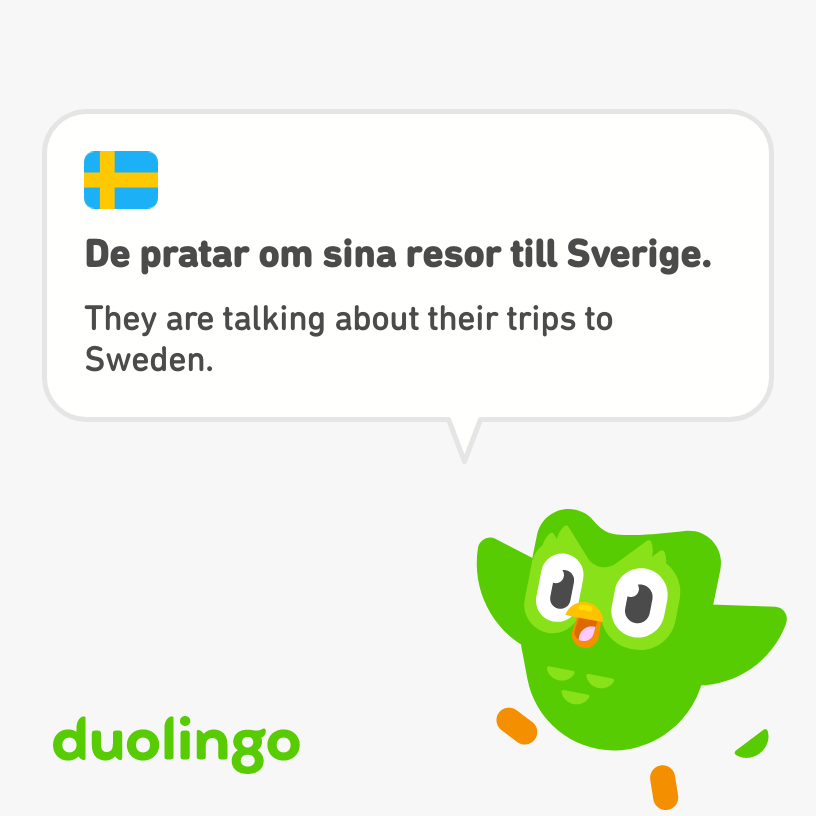 De pratar om sina resor till Sverige.
They are talking about their trips to
Sweden.
duolingo